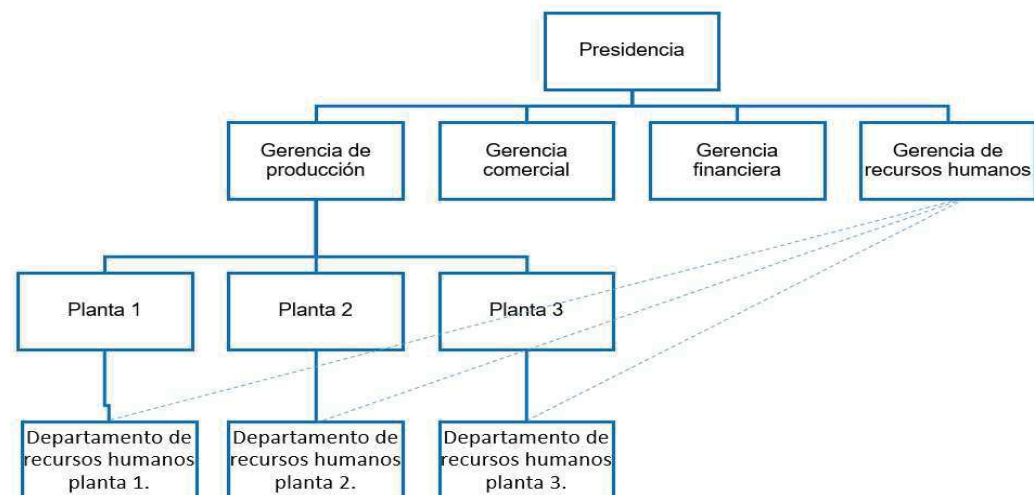 Presidencia
Gerencia de
producción
Gerencia
comercial
Gerencia
financiera
Gerencia de
recursos humanos
Planta 1
Planta 2
Planta 3
Departamento de
recursos humanos
planta 1.
Departamento de
recursos humanos
planta 2.
Departamento de
recursos humanos
planta 3.